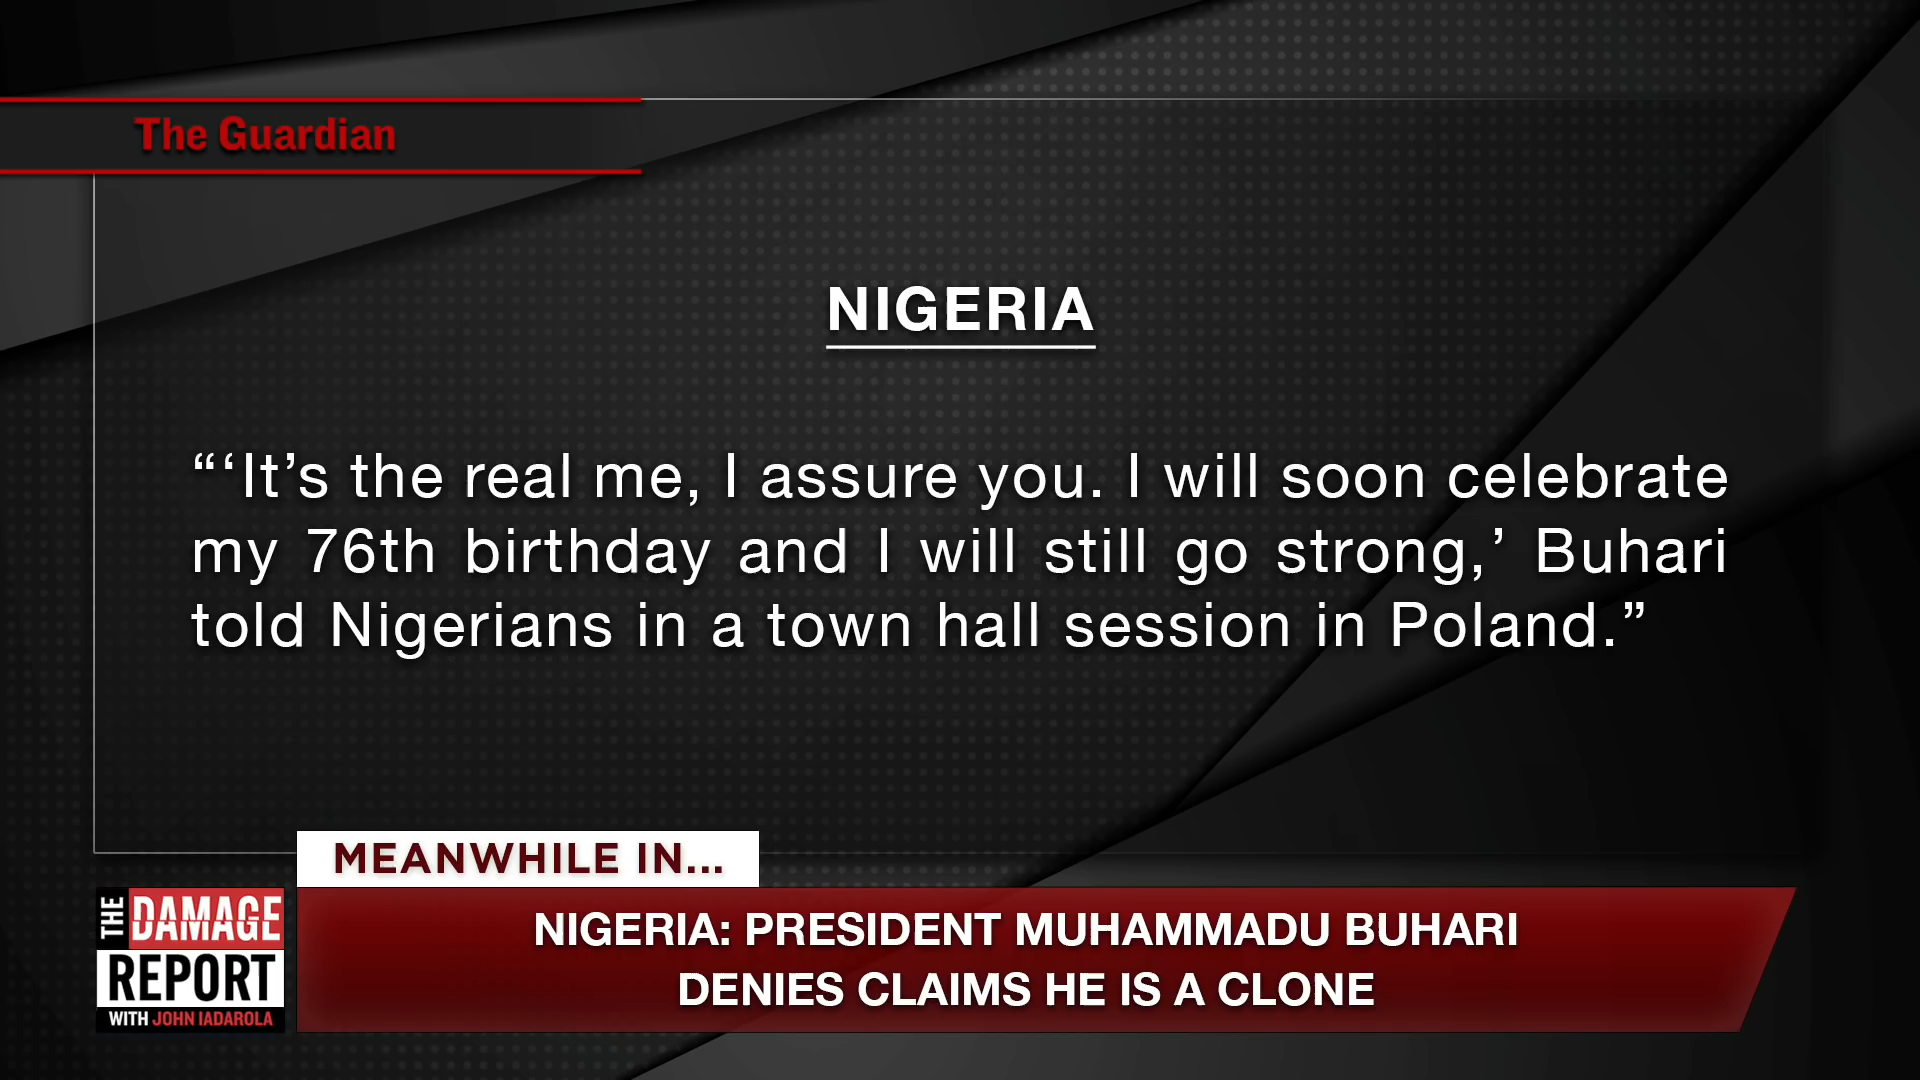 The Guardian
NIGERIA
“‘It’s the real me, I assure you. I will soon celebrate
my 76th birthday and I will still go strong,’ Buhari
told Nigerians in a town hall session in Poland.”
MEANWHILE IN...
THE DAMAGE
REPORT
WITH JOHN IADAROLA
NIGERIA: PRESIDENT MUHAMMADU BUHARI
DENIES CLAIMS HE IS A CLONE